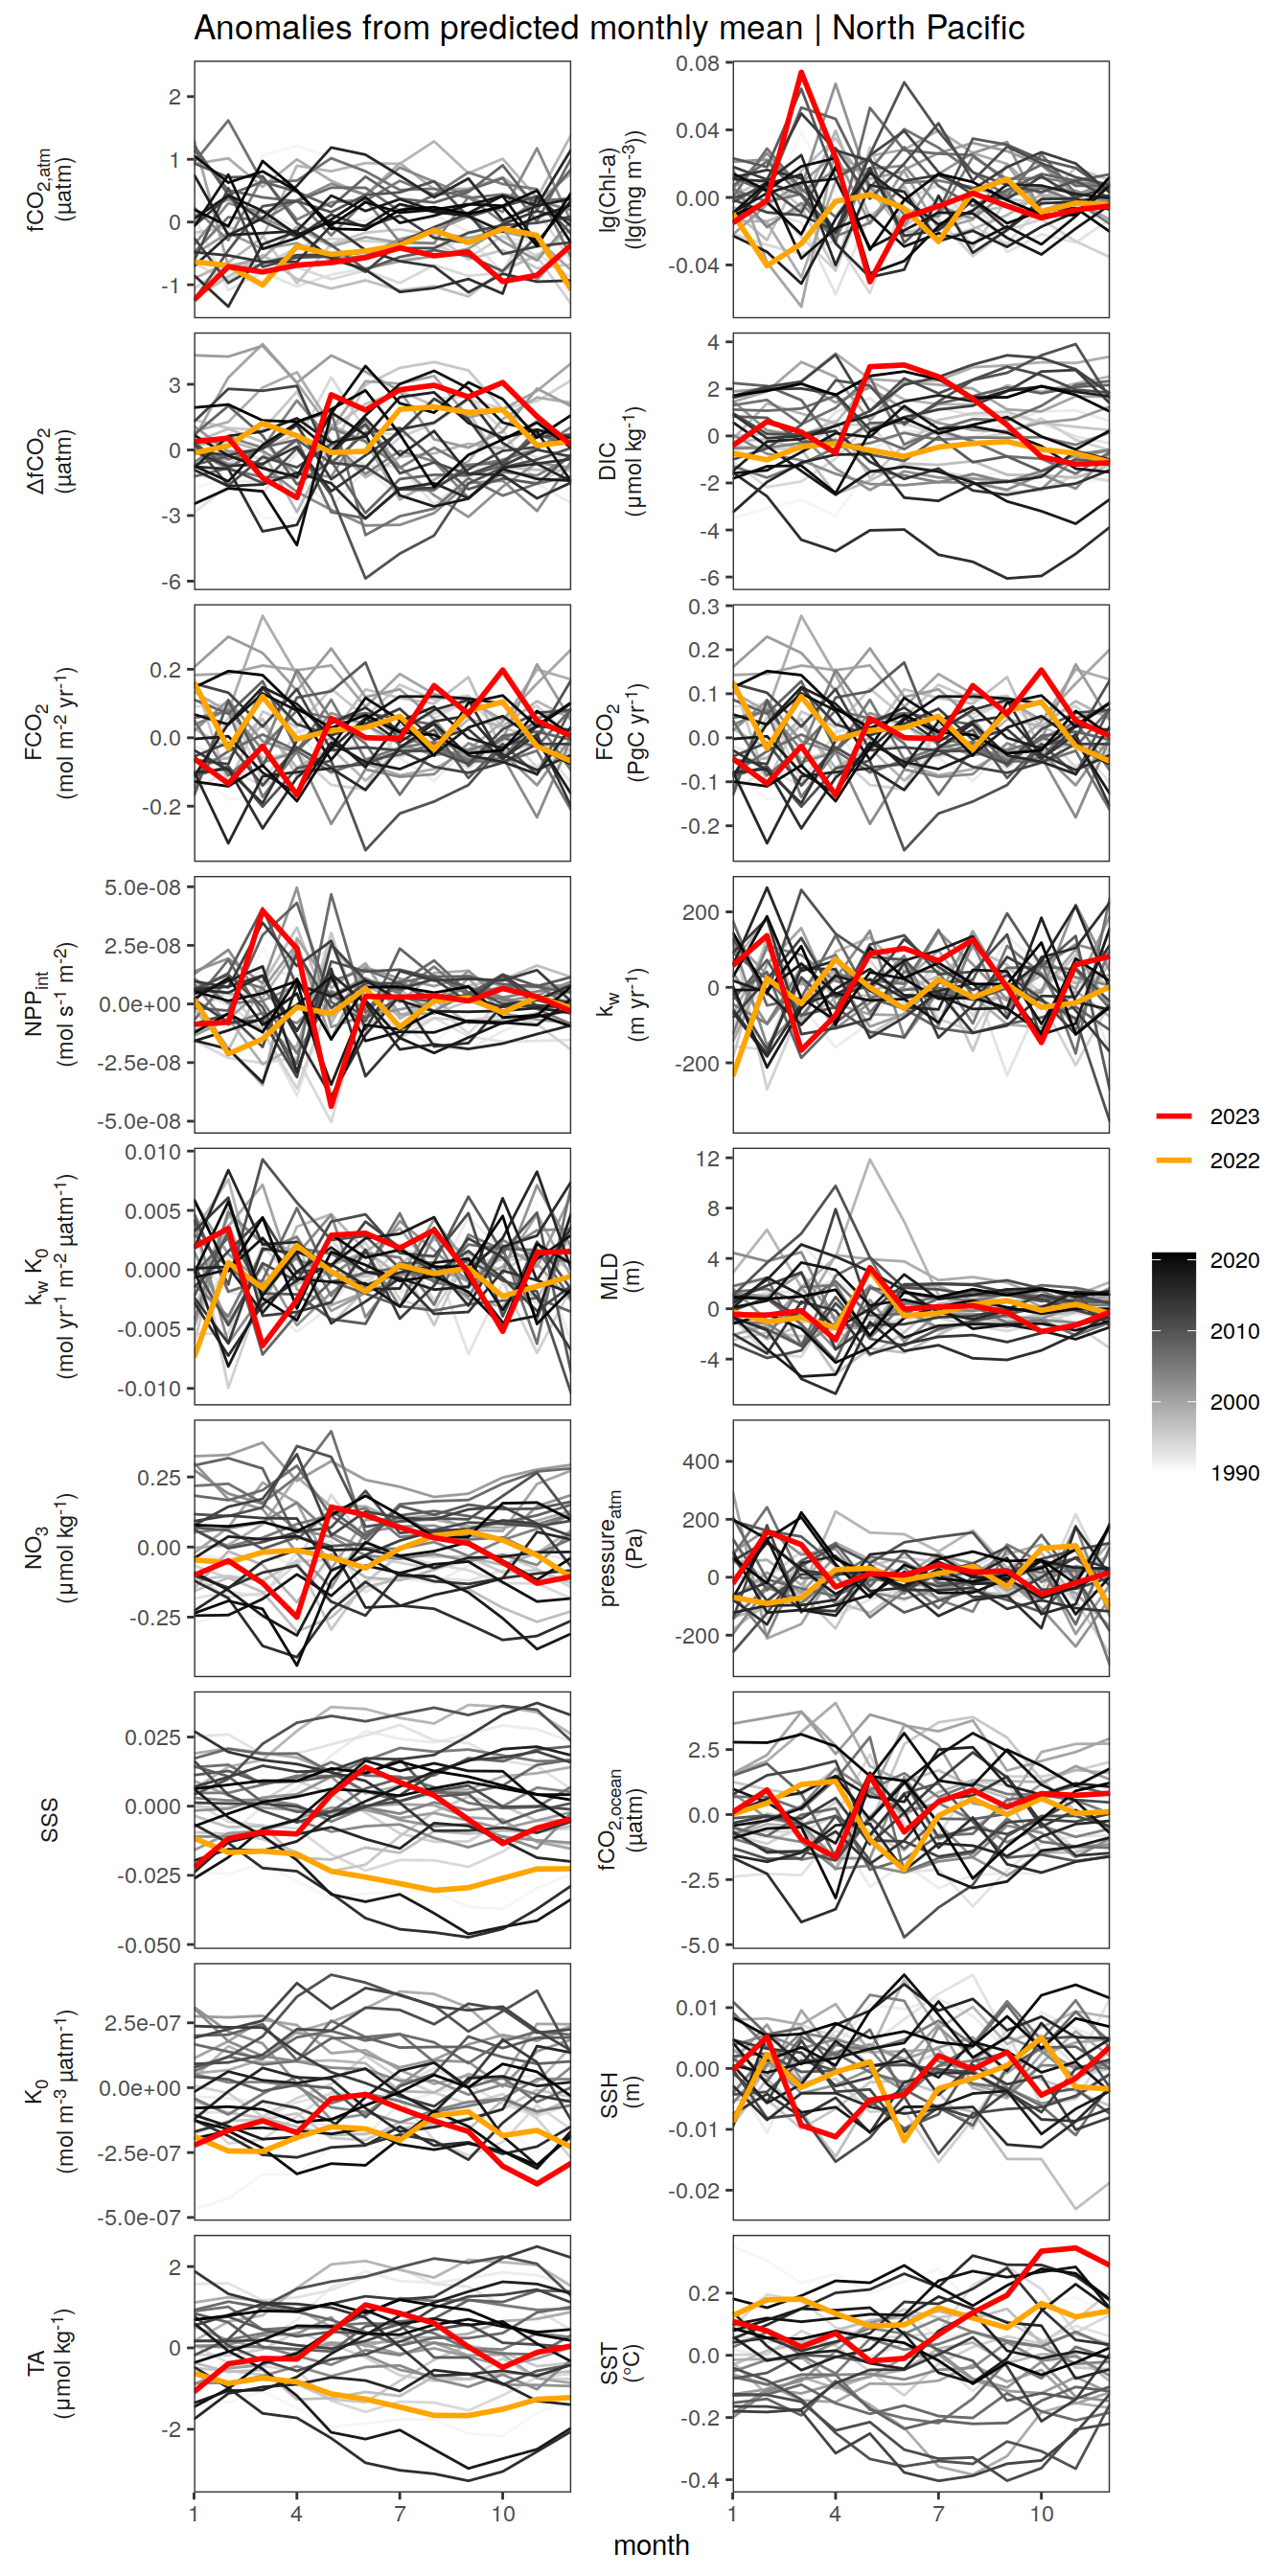 Anomalies from predicted monthly mean | North Pacific
fCO2,atm
(µatm)
2
1
0
-1
lg(Chl-a)
(lg(mg m-3))
0.08
0.04
0.00
-0.04
ΔfCO2
(µatm)
3
0
-3
-6
DIC
(µmol kg-1)
4
2
0
-2
-4
-6
FCO2
(mol m-2 yr-1)
0.2
0.0
-0.2
FCO2
(PgC yr-1)
0.3
0.2
0.1
0.0
-0.1
-0.2
NPPint
(mol s-1 m-2)
5.0e-08
2.5e-08
0.0e+00
-2.5e-08
-5.0e-08
kw
(m yr-1)
200
0
-200
kw K0
(mol yr-1 m-2 µatm-1)
0.010
0.005
0.000
-0.005
-0.010
MLD
(m)
12
8
4
0
-4
NO3
(µmol kg-1)
0.25
0.00
-0.25
pressureatm
(Pa)
400
200
0
-200
SSS
0.025
0.000
-0.025
-0.050
fCO2,ocean
(µatm)
2.5
0.0
-2.5
-5.0
K0
(mol m-3 µatm-1)
2.5e-07
0.0e+00
-2.5e-07
-5.0e-07
SSH
(m)
0.01
0.00
-0.01
-0.02
TA
(µmol kg-1)
2
0
-2
SST
(°C)
0.2
0.0
-0.2
-0.4
1 4 7 10
1 4 7 10
month
2023
2022
2020
2010
2000
1990